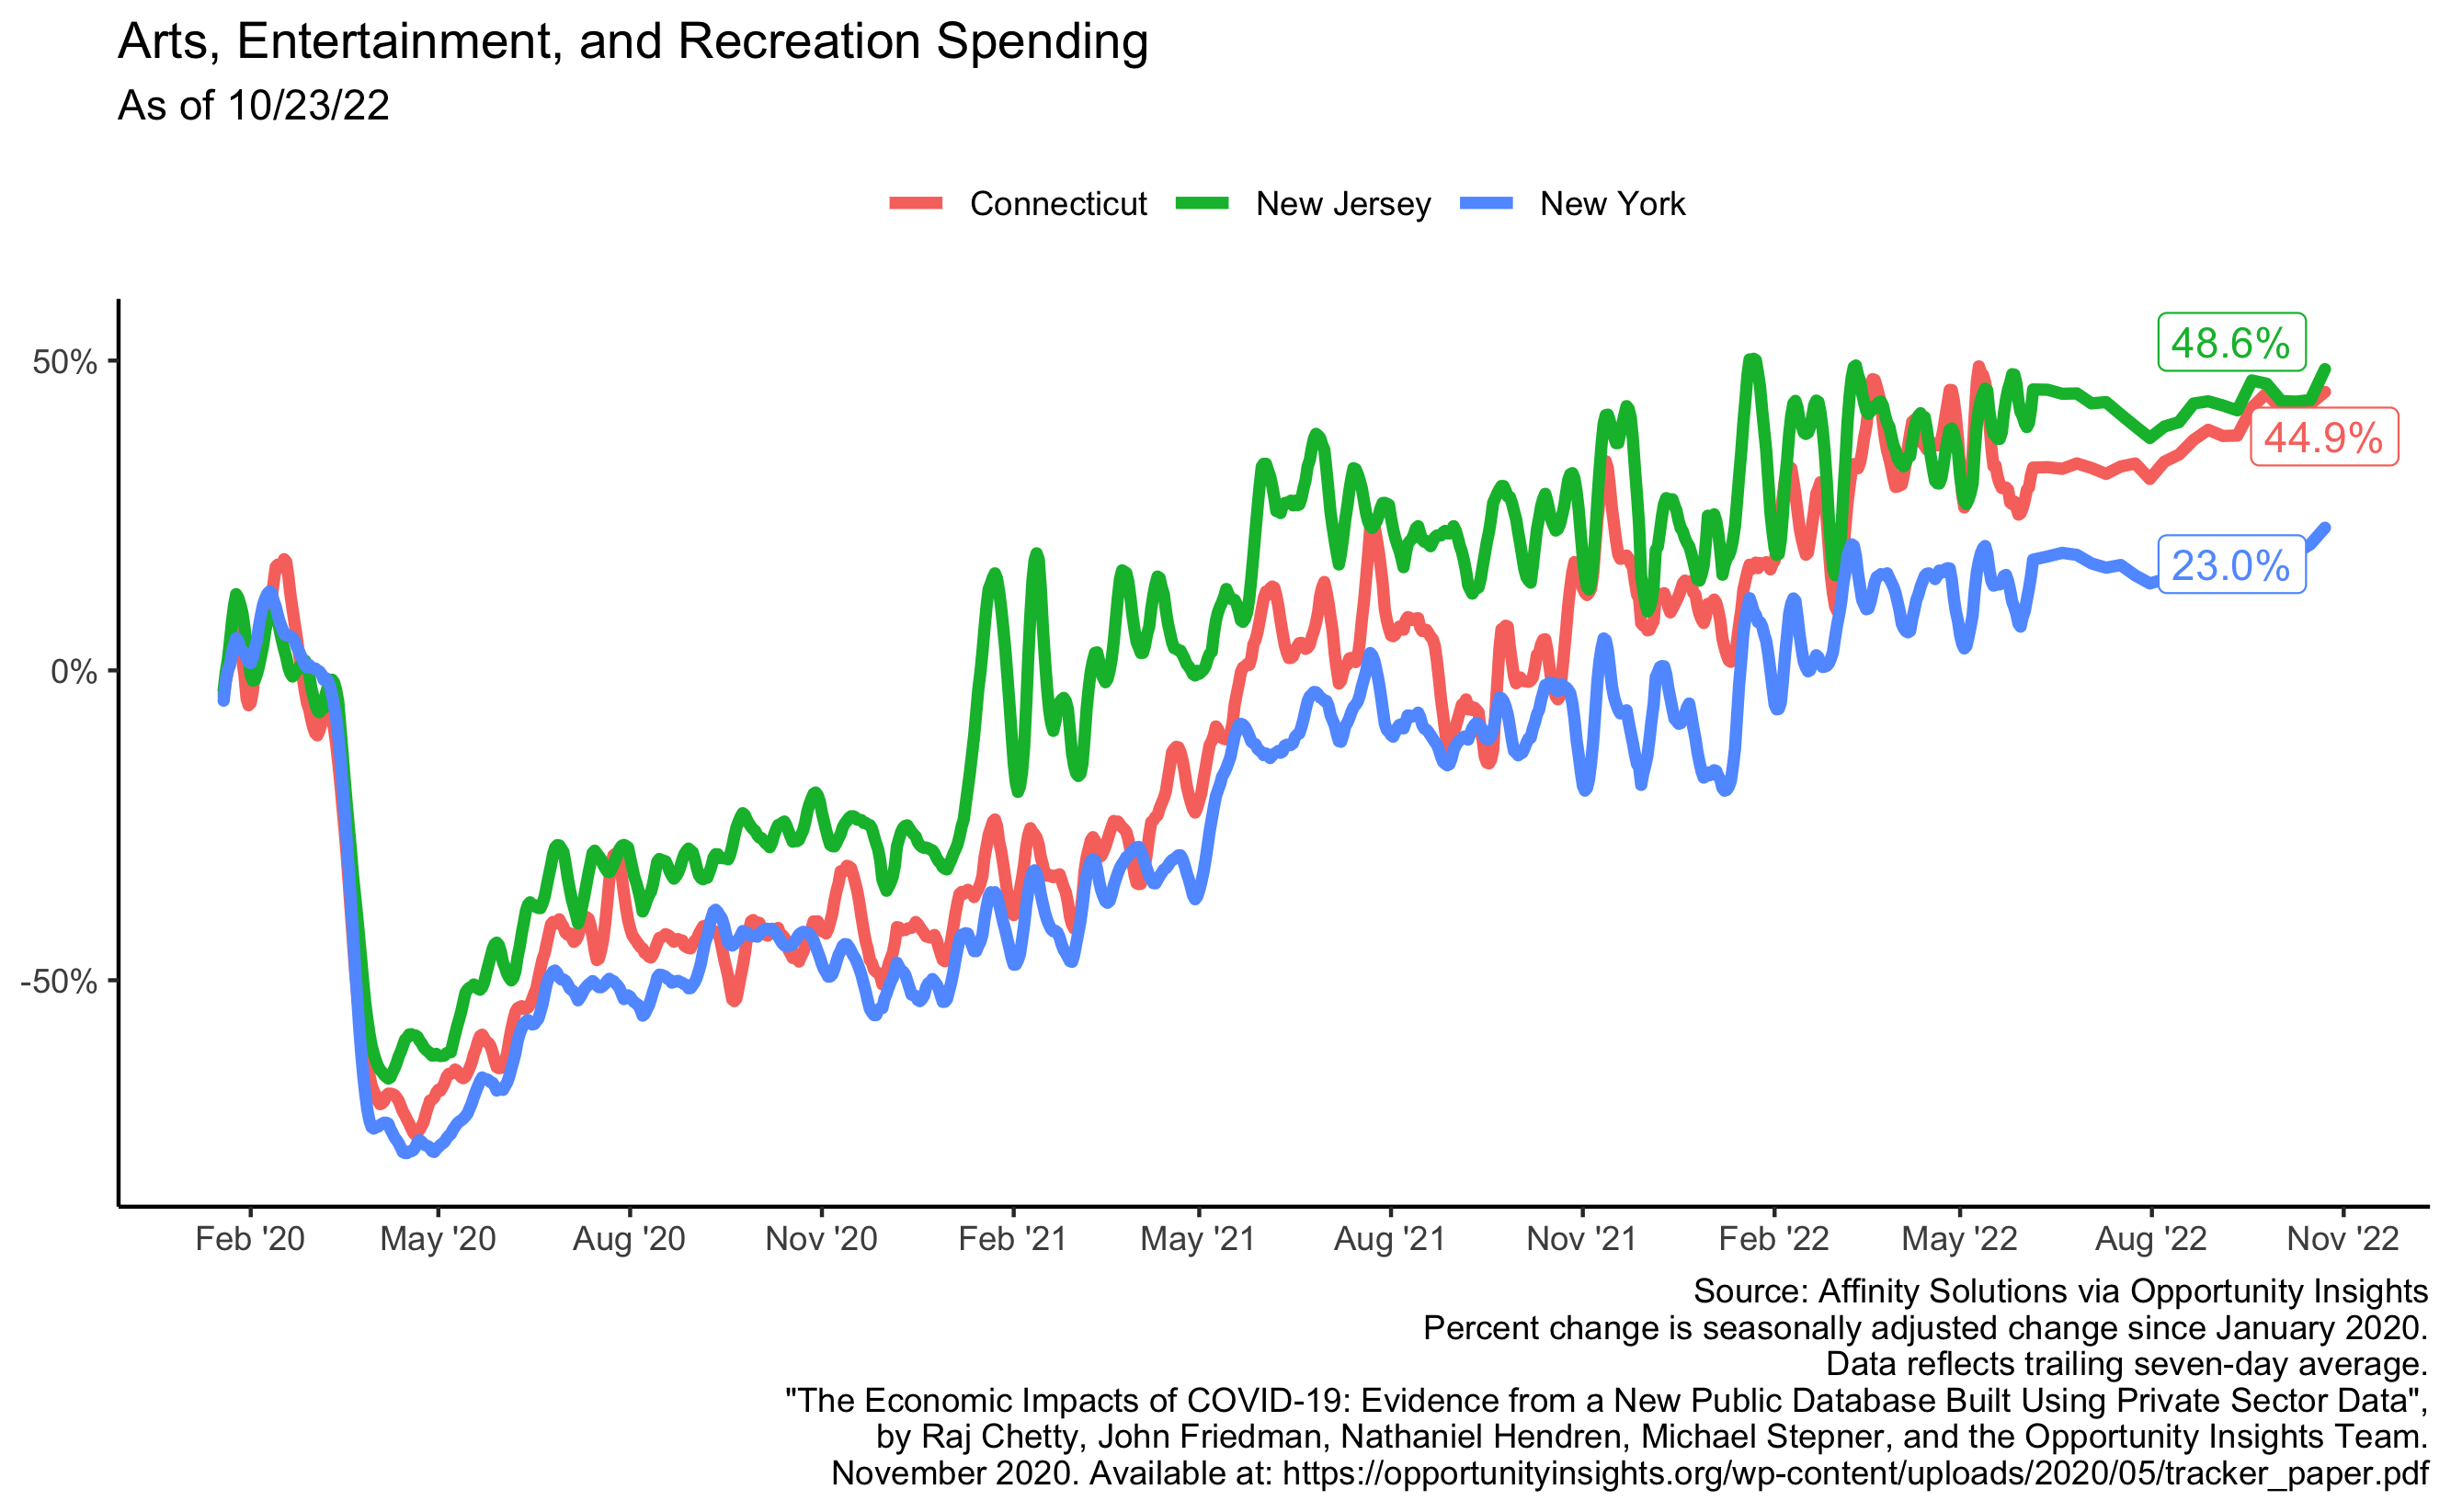 Arts, Entertainment, and Recreation Spending
As of 10/23/22
Connecticut New Jersey New York
50%
0%
-50%
48.6%
44.9%
23.0%
Feb '20 May '20 Aug '20 Nov '20 Feb '21 May '21 Aug '21 Nov '21 Feb '22 May '22 Aug '22 Nov '22
Source: Affinity Solutions via Opportunity Insights
Percent change is seasonally adjusted change since January 2020.
Data reflects trailing seven-day average.
"The Economic Impacts of COVID-19: Evidence from a New Public Database Built Using Private Sector Data",
by Raj Chetty, John Friedman, Nathaniel Hendren, Michael Stepner, and the Opportunity Insights Team.
November 2020. Available at: https://opportunityinsights.org/wp-content/uploads/2020/05/tracker_paper.pdf